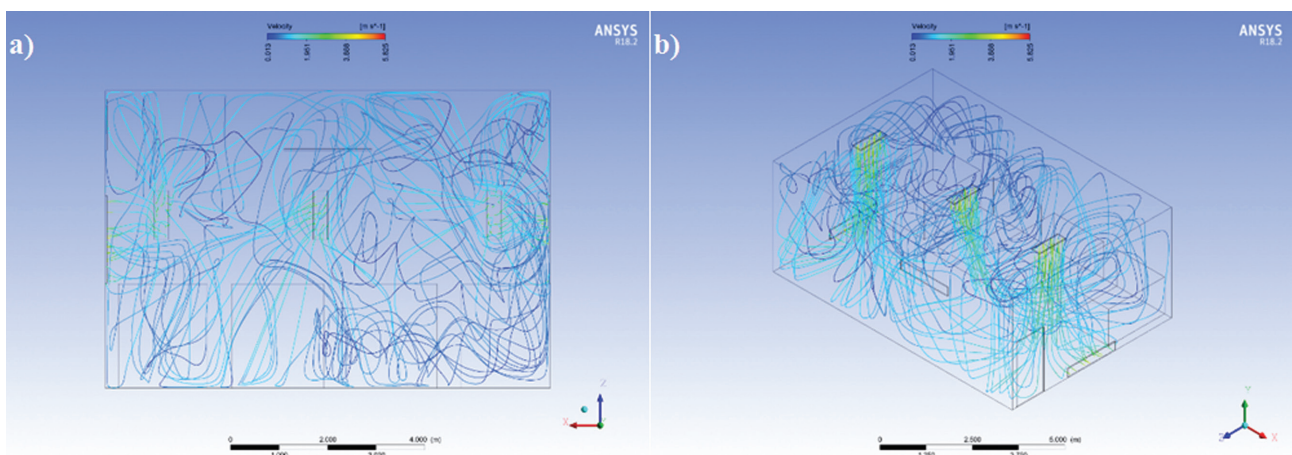 a)
Velocity
[m s^-1]
0.013
1.951
3.888
5.825
ANSYS
R18.2
Z
X
Y
0
2.000
4.000
(m)
1.000
3.000
b)
Velocity
[m s^-1]
0.013
1.951
3.888
5.825
ANSYS
R18.2
Y
Z
X
0
2.500
5.000
(m)
1.250
3.750